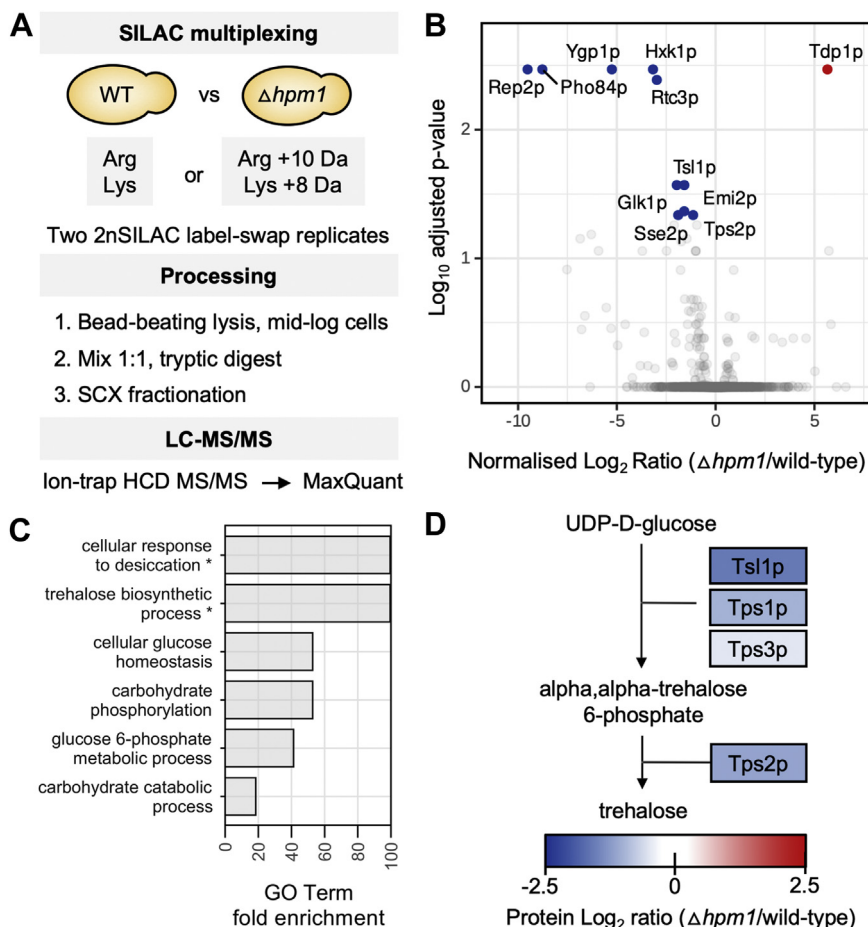 A
SILAC multiplexing
WT
vs
Δhpm1
Arg
Lys
or
Arg +10 Da
Lys +8 Da
Two 2nSILAC label-swap replicates
Processing
1. Bead-beating lysis, mid-log cells
2. Mix 1:1, tryptic digest
3. SCX fractionation
LC-MS/MS
Ion-trap HCD MS/MS → MaxQuant
B
Ygp1p
Hxk1p
Tdp1p
Rep2p
Pho84p
Rtc3p
Tsl1p
Glk1p
Emi2p
Sse2p
Tps2p
Log10 adjusted p-value
2
1
0
-10
-5
0
5
Normalised Log2 Ratio (Δhpm1/wild-type)
C
cellular response
to desiccation *
trehalose biosynthetic
process *
cellular glucose
homeostasis
carbohydrate
phosphorylation
glucose 6-phosphate
metabolic process
carbohydrate catabolic
process
0
20
40
60
80
100
GO Term
fold enrichment
D
UDP-D-glucose
Tsl1p
Tps1p
Tps3p
alpha,alpha-trehalose
6-phosphate
Tps2p
trehalose
-2.5
0
2.5
Protein Log2 ratio (Δhpm1/wild-type)